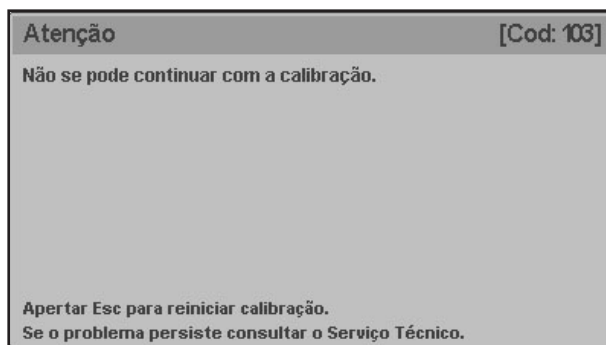 Atenção [Cod: 103]
Não se pode continuar com a calibração.
Apertar Esc para reiniciar calibração.
Se o problema persiste consultar o Serviço Técnico.